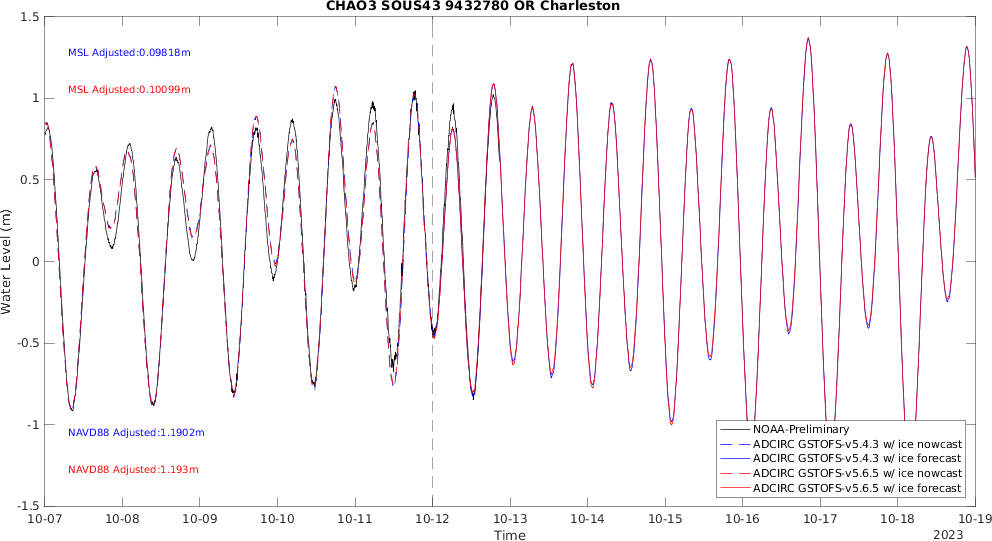 CHAO3 SOUS43 9432780 OR Charleston
1.5
1
0.5
0
-0.5
-1
-1.5
Water Level (m)
MSL Adjusted:0.09818m
MSL Adjusted:0.10099m
NAVD88 Adjusted:1.1902m
NAVD88 Adjusted:1.193m
NOAA-Preliminary
ADCIRC GSTOFS-v5.4.3 w/ ice nowcast
ADCIRC GSTOFS-v5.4.3 w/ ice forecast
ADCIRC GSTOFS-v5.6.5 w/ ice nowcast
ADCIRC GSTOFS-v5.6.5 w/ ice forecast
10-07 10-08 10-09 10-10 10-11 10-12 10-13 10-14 10-15 10-16 10-17 10-18 10-19
Time
2023